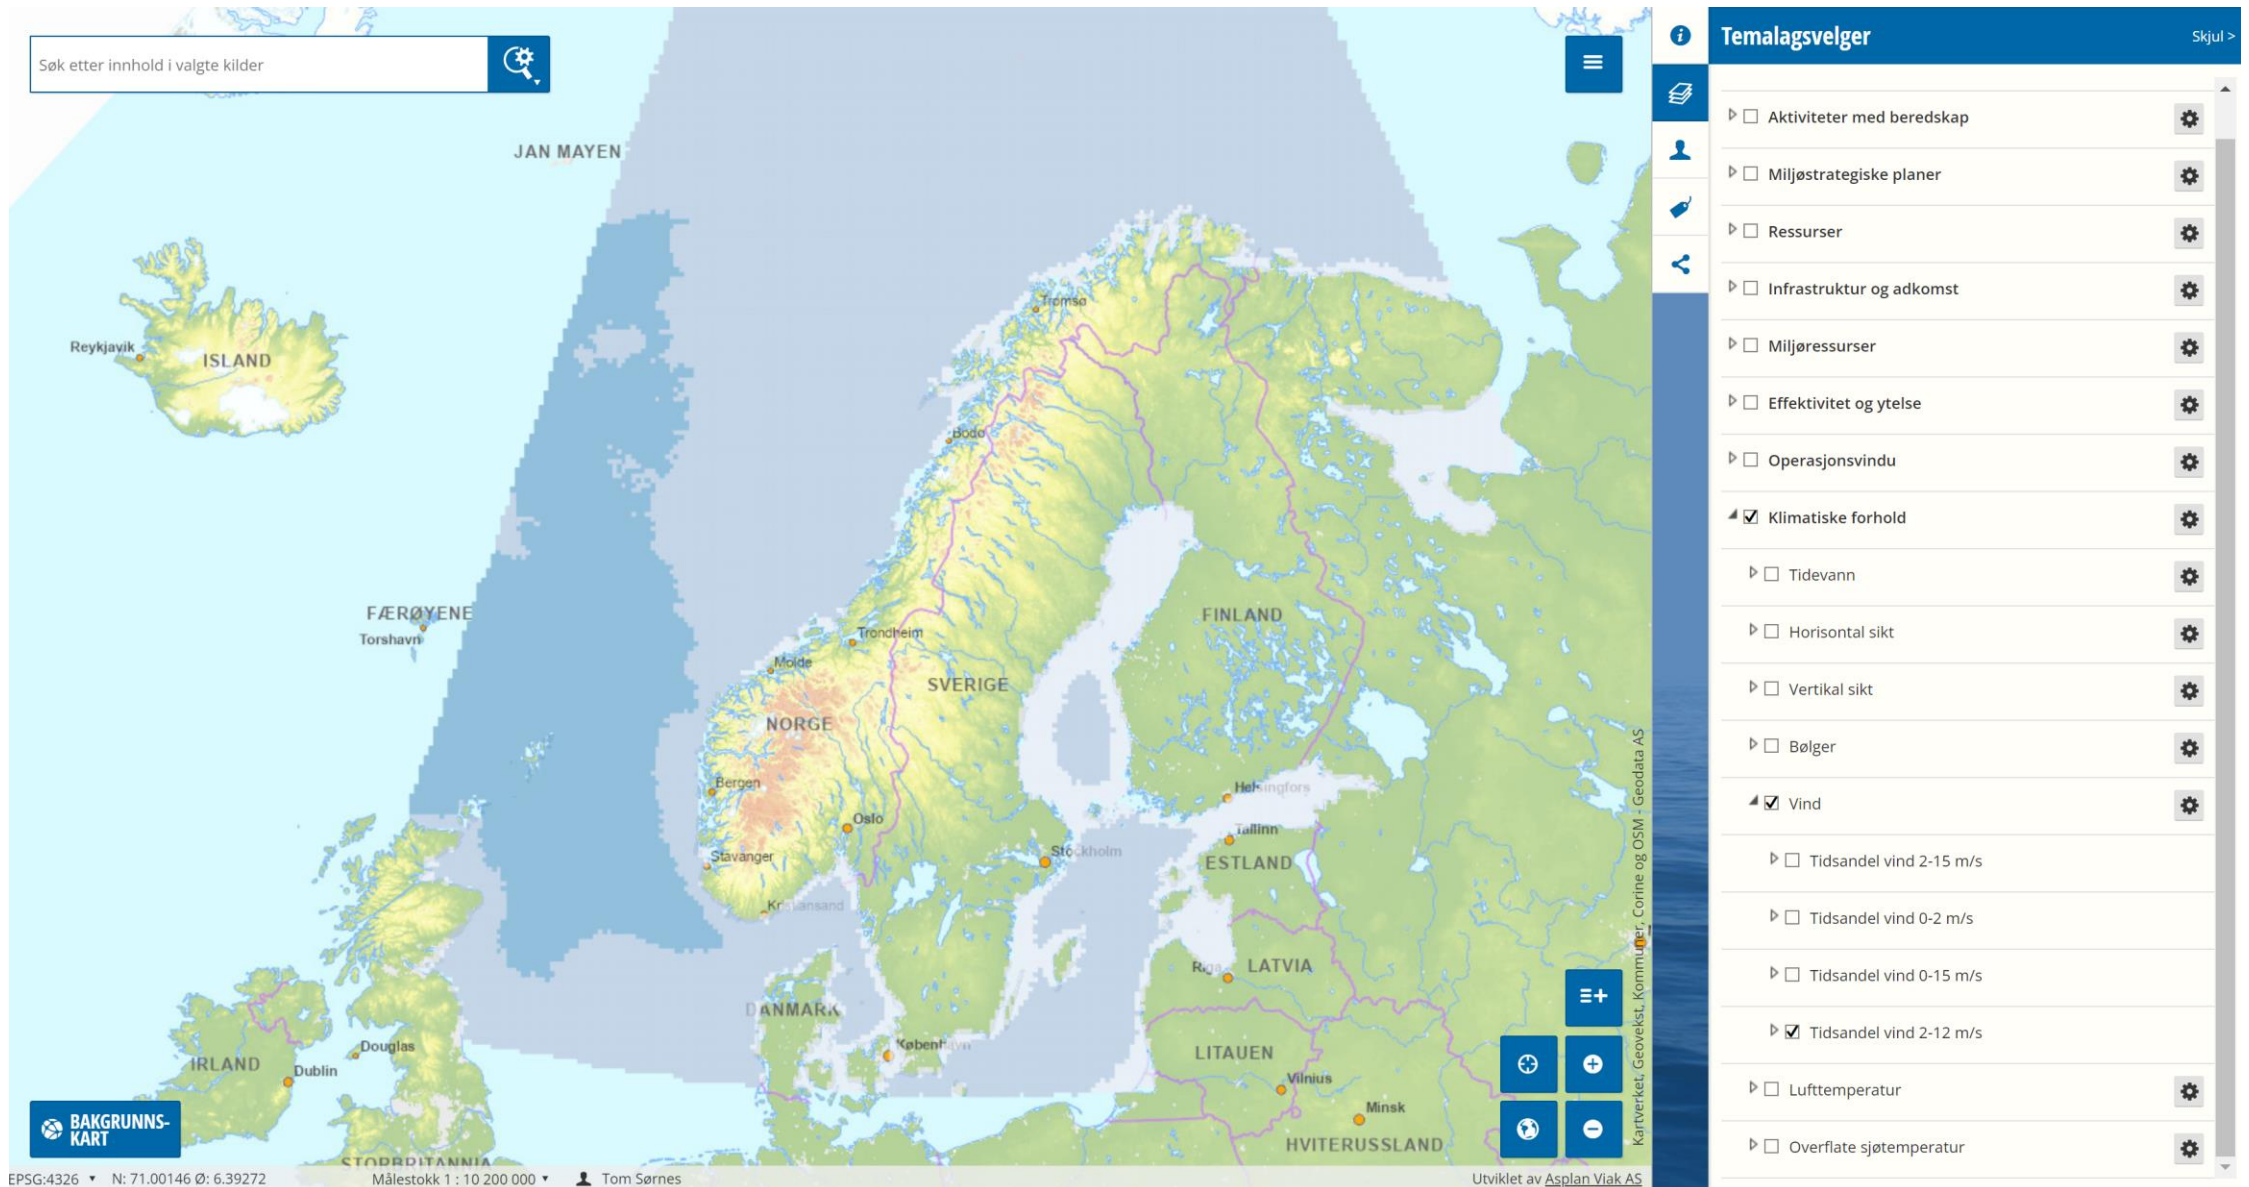 Søk etter innhold i valgte kilder
JAN MAYEN
Tromsø
Reykjavik
ISLAND
Bodø
FÆRØYENE
Torshavn
FINLAND
Trondheim
Molde
SVERIGE
NORGE
Bergen
Helsingfors
Oslo
Tallinn
Stockholm
Stavanger
ESTLAND
Kristiansand
Riga
LATVIA
DANMARK
København
Douglas
IRLAND
Dublin
LITAUEN
Vilnius
Minsk
HVITERUSSLAND
STORBRITANNIA
BAKGRUNNS-
KART
Kartverket, Geovekst, Kommuner, Corine og OSM - Geodata AS
EPSG:4326 N: 71.00146 Ø: 6.39272 Målestokk 1 : 10 200 000 Tom Sørnes Utviklet av Asplan Viak AS
Temalagsvelger Skjul >
Aktiviteter med beredskap
Miljøstrategiske planer
Ressurser
Infrastruktur og adkomst
Miljøressurser
Effektivitet og ytelse
Operasjonsvindu
Klimatiske forhold
Tidevann
Horisontal sikt
Vertikal sikt
Bølger
Vind
Tidsandel vind 2-15 m/s
Tidsandel vind 0-2 m/s
Tidsandel vind 0-15 m/s
Tidsandel vind 2-12 m/s
Lufttemperatur
Overflate sjøtemperatur